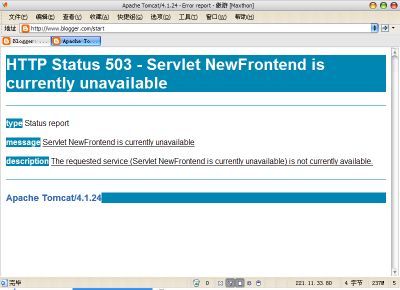 Apache Tomcat/4.1.24 - Error report - 傲游 [Maxthon]
文件(F) 编辑(E) 查看(V) 收藏(A) 快捷组(G) 选项(O) 工具(T) 窗口(W) 帮助(H)
地址 http://www.blogger.com/start
Blogger: ... Apache To...
HTTP Status 503 - Servlet NewFrontend is
currently unavailable
type Status report
message Servlet NewFrontend is currently unavailable
description The requested service (Servlet NewFrontend is currently unavailable) is not currently available.
Apache Tomcat/4.1.24
完毕 0 221.11.33.80 4 字节 237M 5